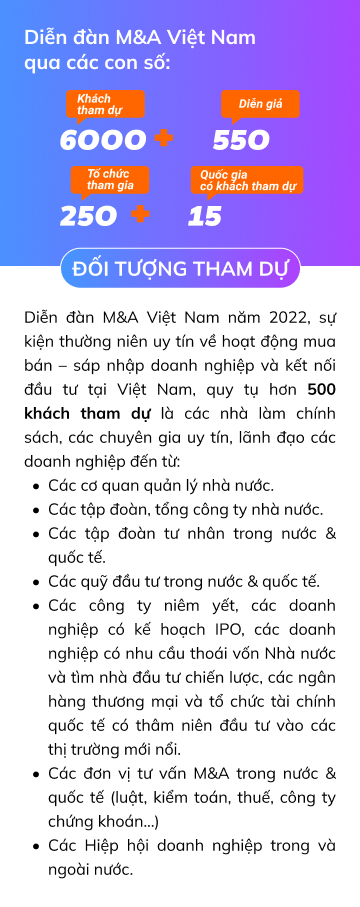 Diễn đàn M&A Việt Nam
qua các con số:
Khách
tham dự
6000 +
Diễn giả
550
Tổ chức
tham gia
250 +
Quốc gia
có khách tham dự
15
ĐỐI TƯỢNG THAM DỰ
Diễn đàn M&A Việt Nam năm 2022, sự
kiện thường niên uy tín về hoạt động mua
bán – sáp nhập doanh nghiệp và kết nối
đầu tư tại Việt Nam, quy tụ hơn 500
khách tham dự là các nhà làm chính
sách, các chuyên gia uy tín, lãnh đạo các
doanh nghiệp đến từ:
• Các cơ quan quản lý nhà nước.
• Các tập đoàn, tổng công ty nhà nước.
• Các tập đoàn tư nhân trong nước &
quốc tế.
• Các quỹ đầu tư trong nước & quốc tế.
• Các công ty niêm yết, các doanh
nghiệp có kế hoạch IPO, các doanh
nghiệp có nhu cầu thoái vốn Nhà nước
và tìm nhà đầu tư chiến lược, các ngân
hàng thương mại và tổ chức tài chính
quốc tế có thâm niên đầu tư vào các
thị trường mới nổi.
• Các đơn vị tư vấn M&A trong nước &
quốc tế (luật, kiểm toán, thuế, công ty
chứng khoán...)
• Các Hiệp hội doanh nghiệp trong và
ngoài nước.